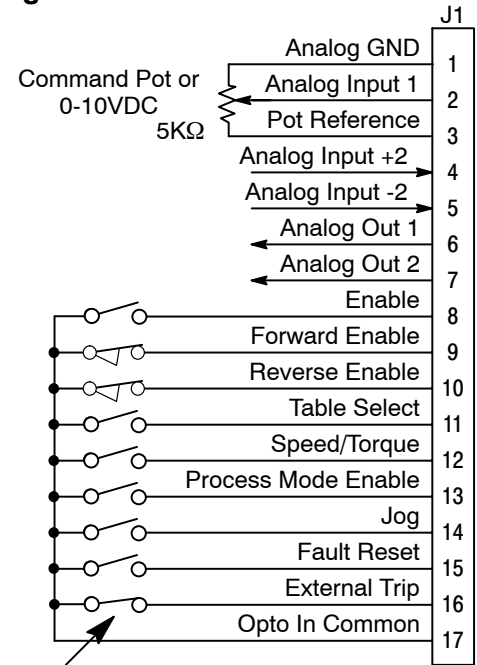 g
J1
Analog GND 1
Command Pot or
0-10VDC
5KΩ
Analog Input 1 2
Pot Reference 3
Analog Input +2 4
Analog Input -2 5
Analog Out 1 6
Analog Out 2 7
Enable 8
Forward Enable 9
Reverse Enable 10
Table Select 11
Speed/Torque 12
Process Mode Enable 13
Jog 14
Fault Reset 15
External Trip 16
Opto In Common 17